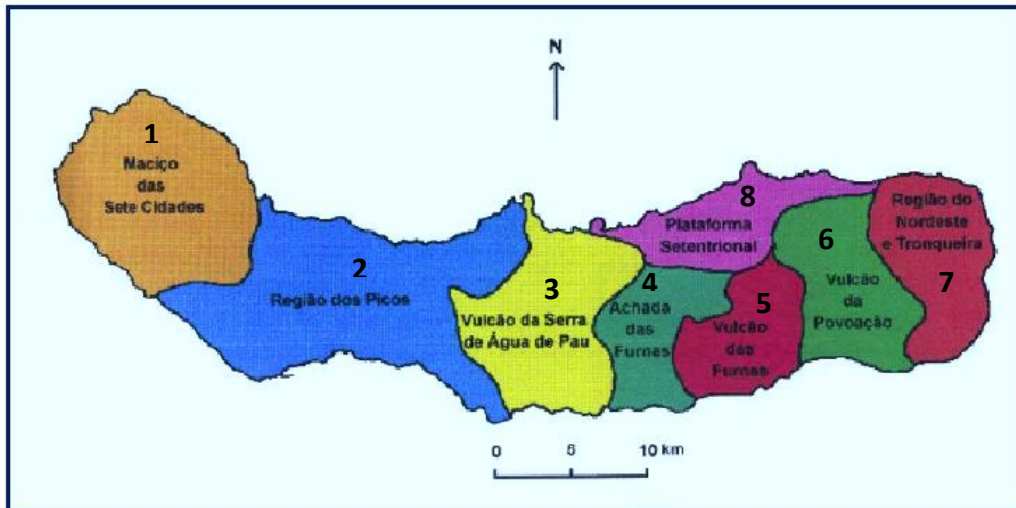 N
1
Maciço
das
Sete Cidades
2
Região dos Picos
3
Vulcão da Serra
de Água de Pau
4
Achada
das
Furnas
5
Vulcão
das
Furnas
6
Vulcão
da
Povoação
Região do
Nordeste
e Tronqueira
7
8
Plataforma
Setentrional
0 5 10 km